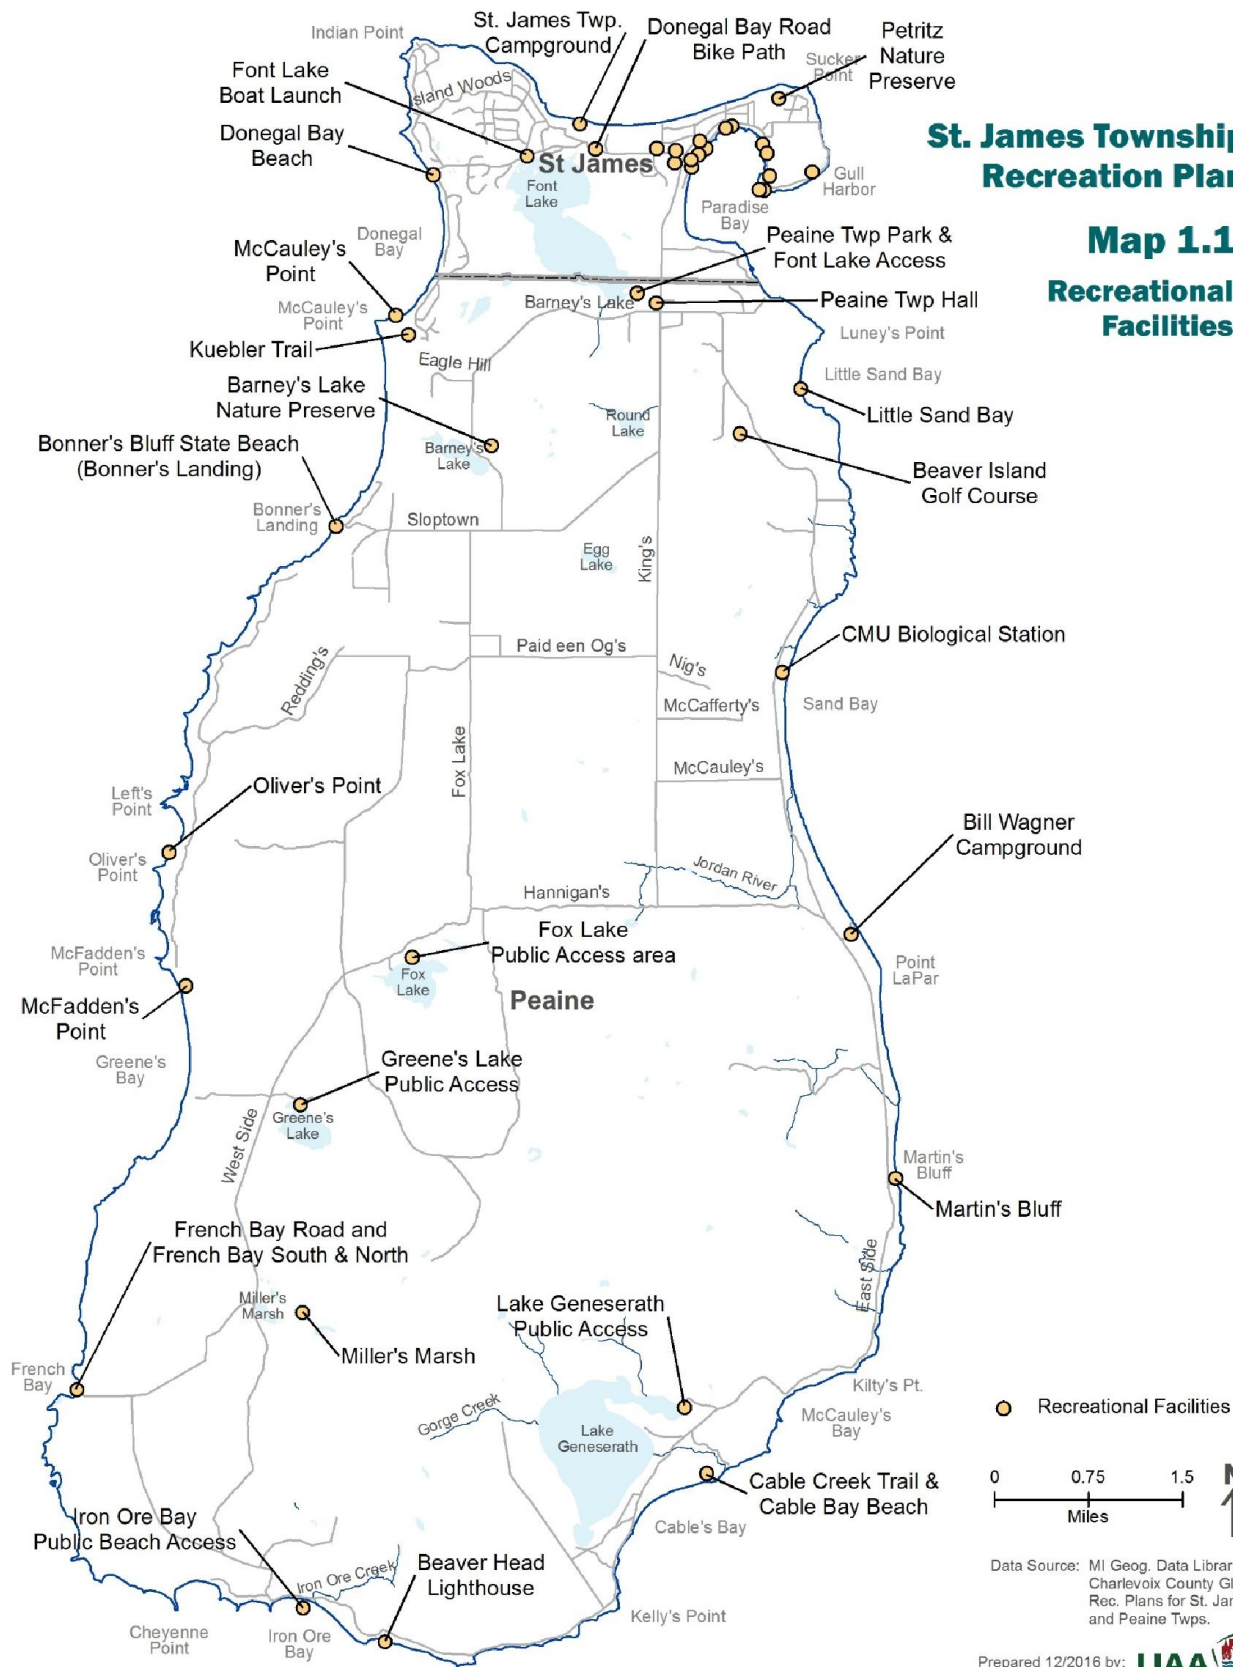 Indian Point
St. James Twp.
Campground
Donegal Bay Road
Bike Path
Petritz
Nature
Preserve
Sucker
Point
Font Lake
Boat Launch
Island Woods
Donegal Bay
Beach
St James
Font
Lake
Gull
Harbor
Paradise
Bay
St. James Township
Recreation Plan
Map 1.1
Recreational
Facilities
Donegal
Bay
McCauley's
Point
McCauley's
Point
Peaine Twp Park &
Font Lake Access
Barney's Lake
Peaine Twp Hall
Luney's Point
Kuebler Trail
Eagle Hill
Little Sand Bay
Little Sand Bay
Barney's Lake
Nature Preserve
Round
Lake
Barney's
Lake
Bonner's Bluff State Beach
(Bonner's Landing)
Beaver Island
Golf Course
Bonner's
Landing
Sloptown
Egg
Lake
King's
CMU Biological Station
Paid een Og's
Nig's
Redding's
McCafferty's
Sand Bay
Fox Lake
McCauley's
Left's
Point
Oliver's Point
Oliver's
Point
Bill Wagner
Campground
Jordan River
Hannigan's
Fox Lake
Public Access area
McFadden's
Point
Fox
Lake
Point
LaPar
McFadden's
Point
Peaine
Greene's
Bay
Greene's Lake
Public Access
Greene's
Lake
West Side
Martin's
Bluff
Martin's Bluff
French Bay Road and
French Bay South & North
East Side
Miller's
Marsh
Lake Geneserath
Public Access
Miller's Marsh
French
Bay
Kilty's Pt.
Gorge Creek
McCauley's
Bay
Lake
Geneserath
Recreational Facilities
0 0.75 1.5
Miles
N
Cable Creek Trail &
Cable Bay Beach
Cable's Bay
Iron Ore Bay
Public Beach Access
Iron Ore Creek
Beaver Head
Lighthouse
Kelly's Point
Cheyenne
Point
Iron Ore
Bay
Data Source: MI Geog. Data Librar
Charlevoix County GI
Rec. Plans for St. Jam
and Peaine Twps.
Prepared 12/2016 by: LIAA